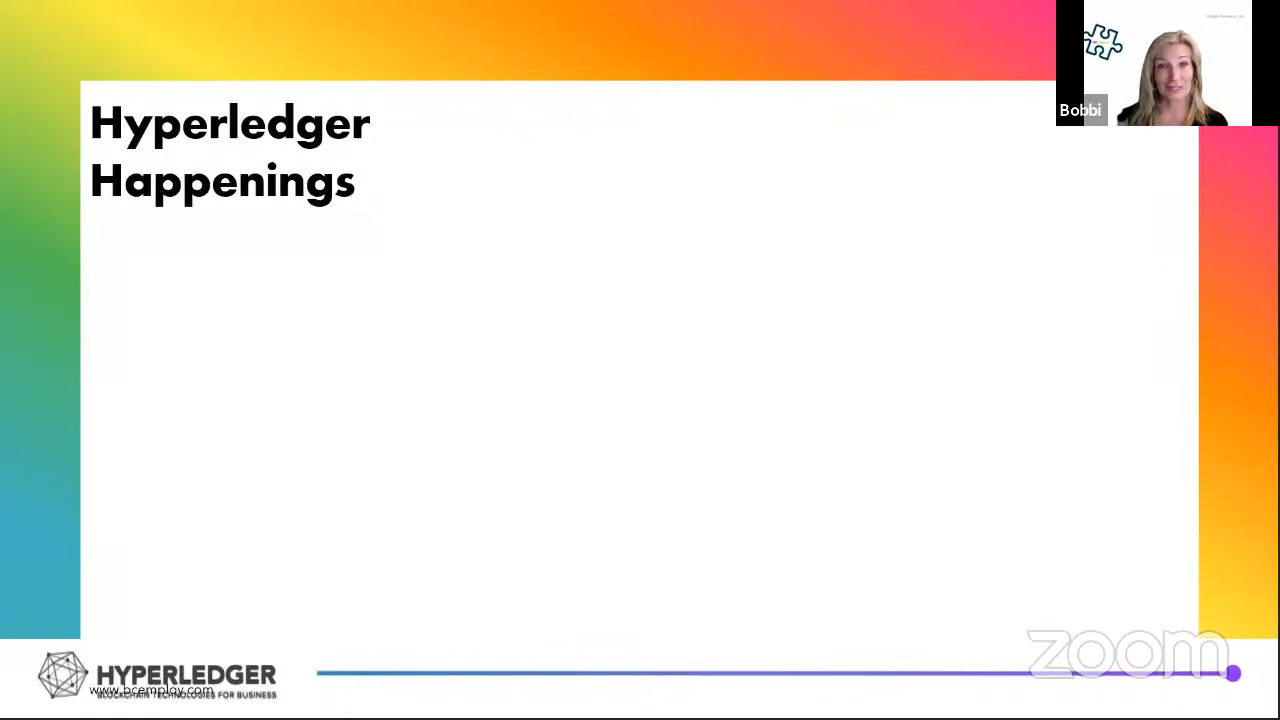 Hyperledger
Happenings
Bobbi
HYPERLEDGER
BLOCKCHAIN TECHNOLOGIES FOR BUSINESS
www.bcemploy.com
zoom